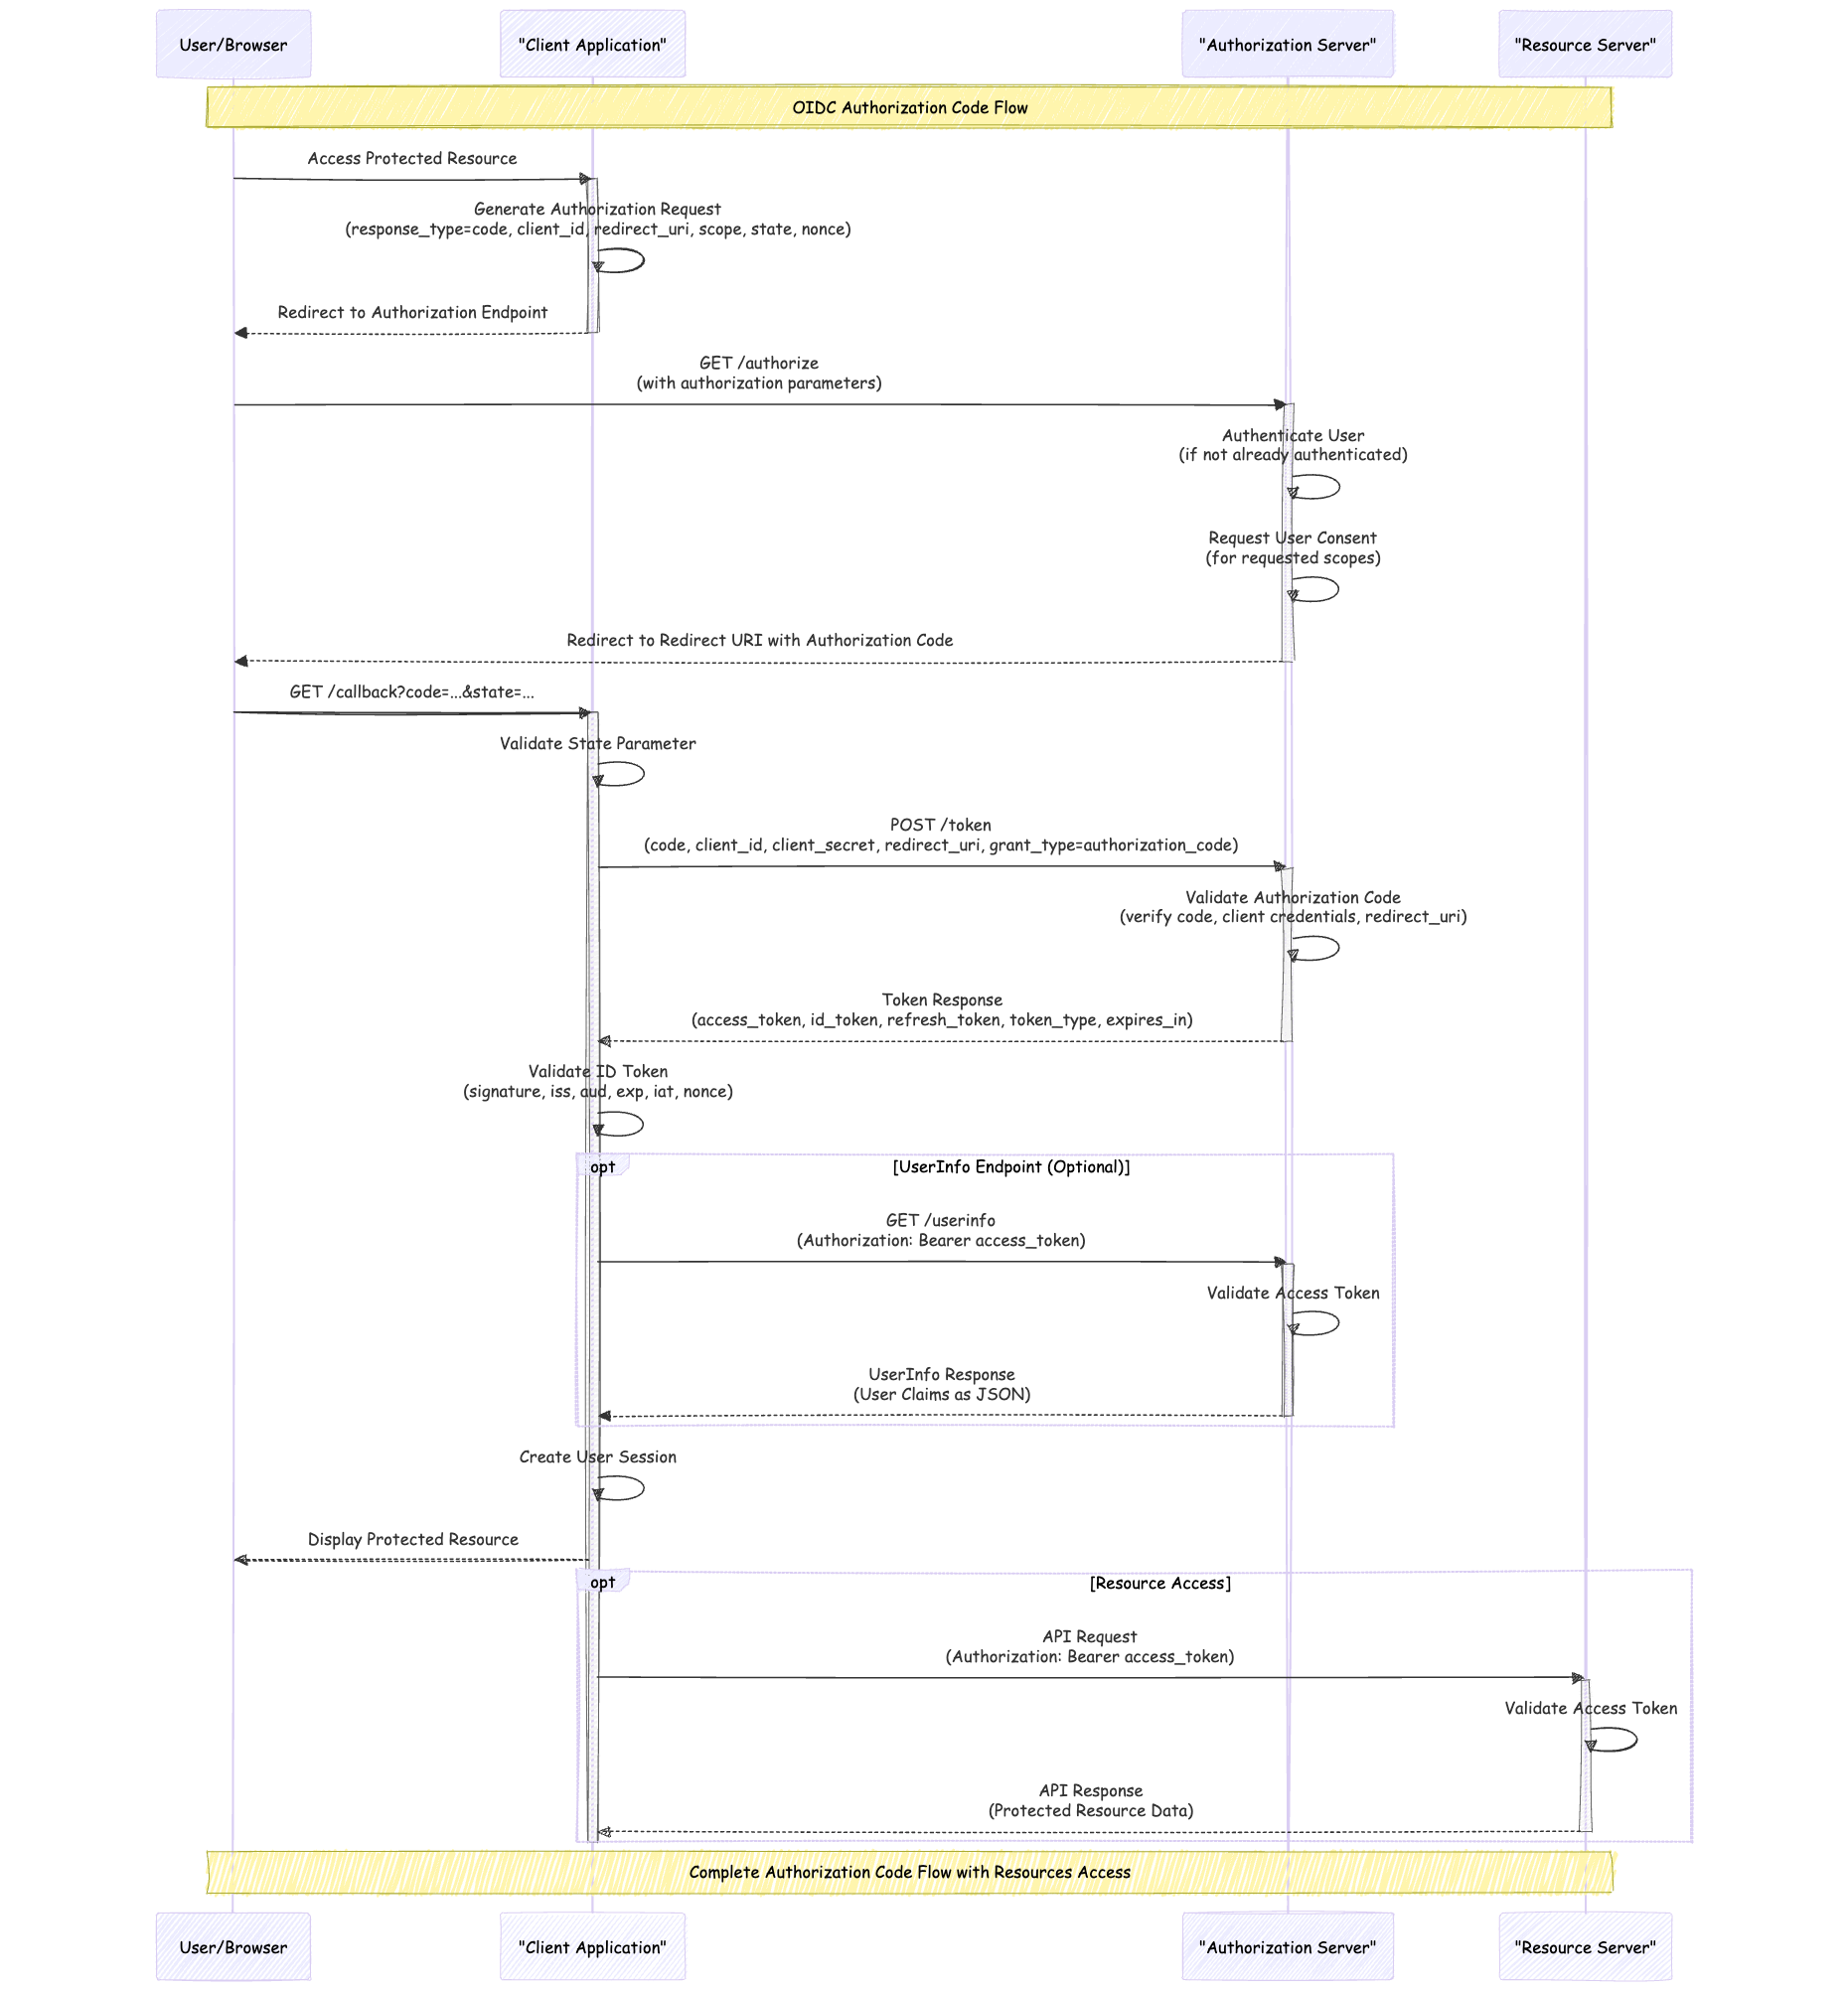 User/Browser
"Client Application"
"Authorization Server"
"Resource Server"
OIDC Authorization Code Flow
Access Protected Resource
Generate Authorization Request
(response_type=code, client_id, redirect_uri, scope, state, nonce)
Redirect to Authorization Endpoint
GET /authorize
(with authorization parameters)
Authenticate User
(if not already authenticated)
Request User Consent
(for requested scopes)
Redirect to Redirect URI with Authorization Code
GET /callback?code=...&state=...
Validate State Parameter
POST /token
(code, client_id, client_secret, redirect_uri, grant_type=authorization_code)
Validate Authorization Code
(verify code, client credentials, redirect_uri)
Token Response
(access_token, id_token, refresh_token, token_type, expires_in)
Validate ID Token
(signature, iss, aud, exp, iat, nonce)
opt
[UserInfo Endpoint (Optional)]
GET /userinfo
(Authorization: Bearer access_token)
Validate Access Token
UserInfo Response
(User Claims as JSON)
Create User Session
Display Protected Resource
opt
[Resource Access]
API Request
(Authorization: Bearer access_token)
Validate Access Token
API Response
(Protected Resource Data)
Complete Authorization Code Flow with Resources Access
User/Browser
"Client Application"
"Authorization Server"
"Resource Server"